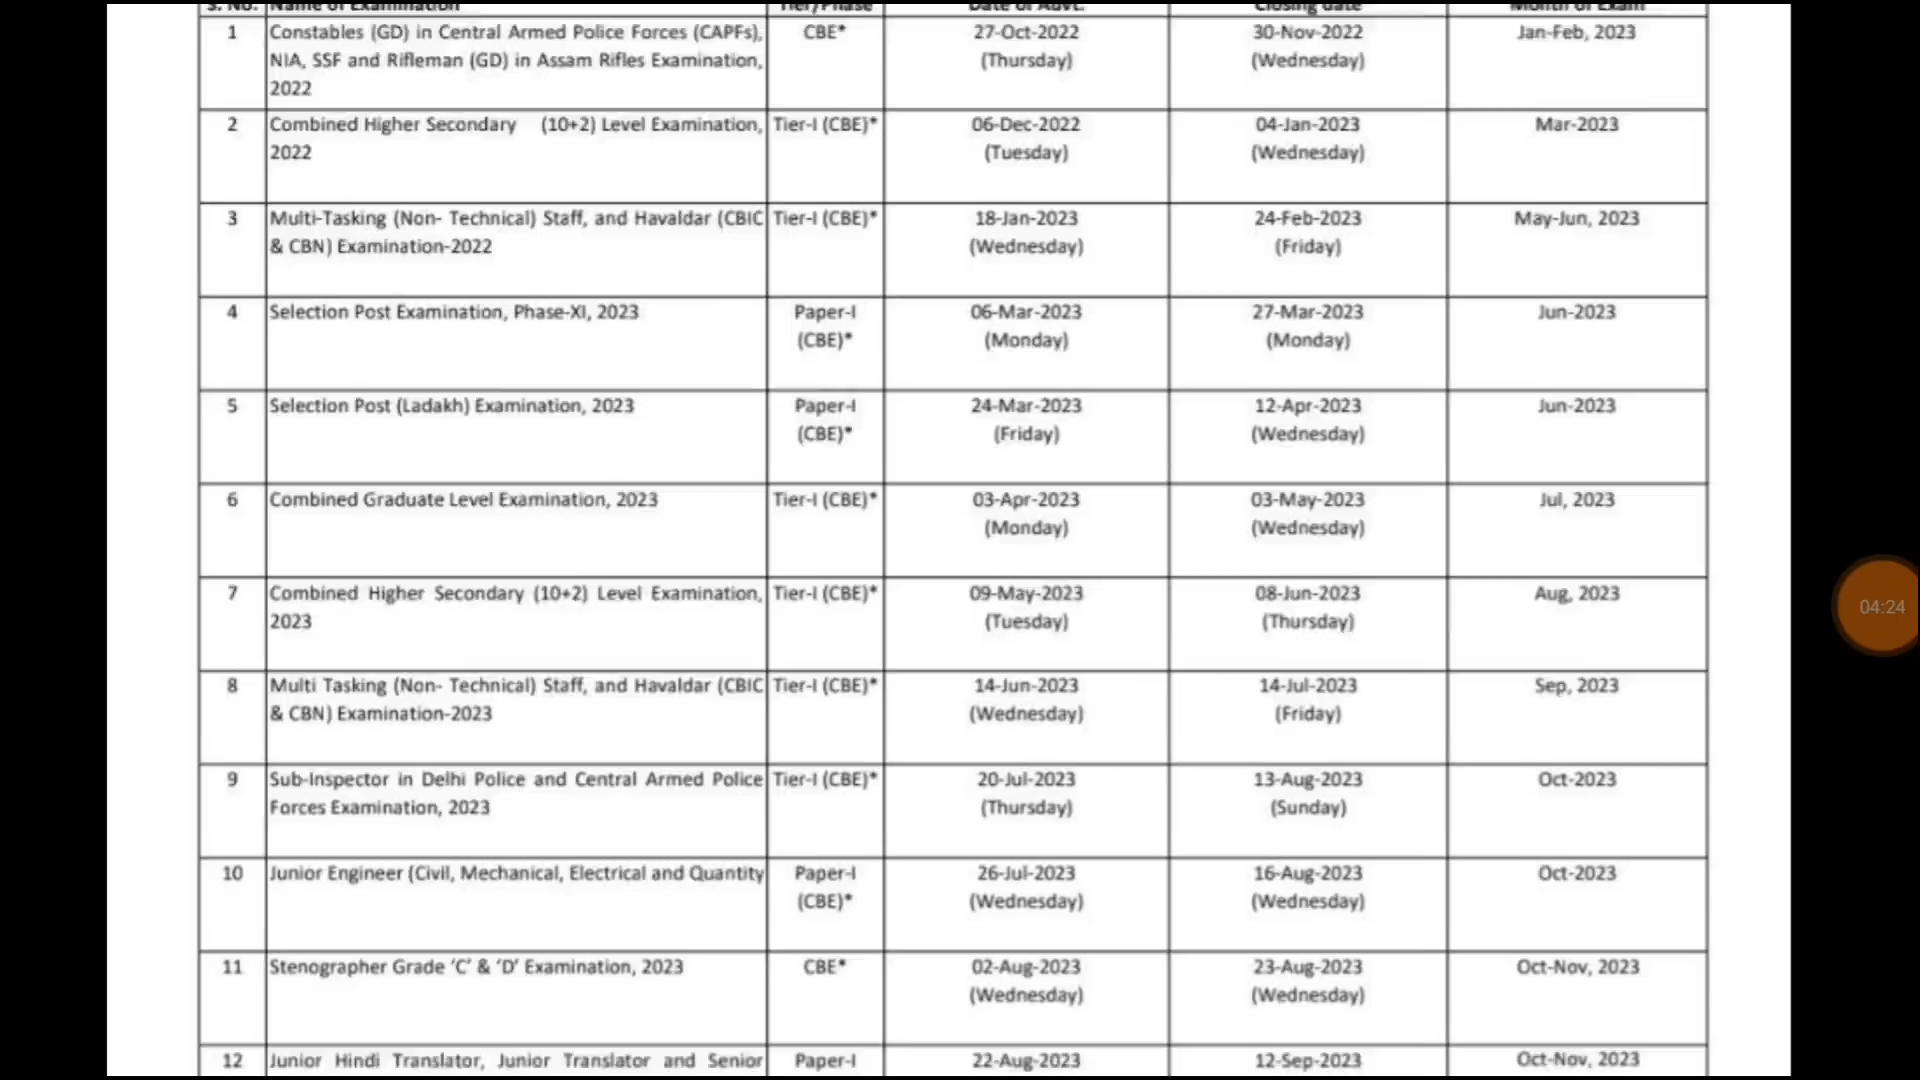 S. No. Name of Examination Tier/Phase Date of Advt. Closing date Month of Exam
1 Constables (GD) in Central Armed Police Forces (CAPFs), CBE* 27-Oct-2022 30-Nov-2022 Jan-Feb, 2023
NIA, SSF and Rifleman (GD) in Assam Rifles Examination, (Thursday) (Wednesday)
2022
2 Combined Higher Secondary (10+2) Level Examination, Tier-I (CBE)* 06-Dec-2022 04-Jan-2023 Mar-2023
2022 (Tuesday) (Wednesday)
3 Multi-Tasking (Non- Technical) Staff, and Havaldar (CBIC Tier-I (CBE)* 18-Jan-2023 24-Feb-2023 May-Jun, 2023
& CBN) Examination-2022 (Wednesday) (Friday)
4 Selection Post Examination, Phase-XI, 2023 Paper-I 06-Mar-2023 27-Mar-2023 Jun-2023
(CBE)* (Monday) (Monday)
5 Selection Post (Ladakh) Examination, 2023 Paper-I 24-Mar-2023 12-Apr-2023 Jun-2023
(CBE)* (Friday) (Wednesday)
6 Combined Graduate Level Examination, 2023 Tier-I (CBE)* 03-Apr-2023 03-May-2023 Jul, 2023
(Monday) (Wednesday)
7 Combined Higher Secondary (10+2) Level Examination, Tier-I (CBE)* 09-May-2023 08-Jun-2023 Aug, 2023
2023 (Tuesday) (Thursday)
04:24
8 Multi Tasking (Non- Technical) Staff, and Havaldar (CBIC Tier-I (CBE)* 14-Jun-2023 14-Jul-2023 Sep, 2023
& CBN) Examination-2023 (Wednesday) (Friday)
9 Sub-Inspector in Delhi Police and Central Armed Police Tier-I (CBE)* 20-Jul-2023 13-Aug-2023 Oct-2023
Forces Examination, 2023 (Thursday) (Sunday)
10 Junior Engineer (Civil, Mechanical, Electrical and Quantity Paper-I 26-Jul-2023 16-Aug-2023 Oct-2023
(CBE)* (Wednesday) (Wednesday)
11 Stenographer Grade ‘C’ & ‘D’ Examination, 2023 CBE* 02-Aug-2023 23-Aug-2023 Oct-Nov, 2023
(Wednesday) (Wednesday)
12 Junior Hindi Translator, Junior Translator and Senior Paper-I 22-Aug-2023 12-Sep-2023 Oct-Nov, 2023